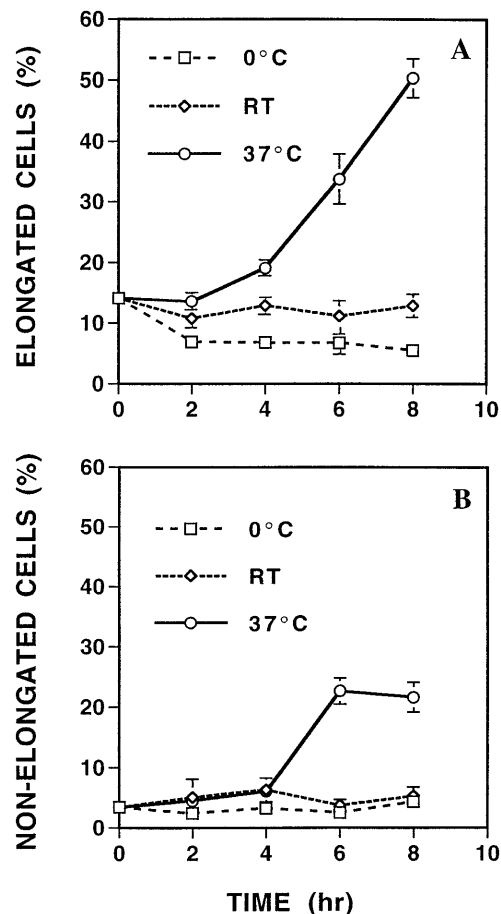 A
ELONGATED CELLS (%)
60
50
40
30
20
10
0
0°C
RT
37°C
0 2 4 6 8 10
B
NON-ELONGATED CELLS (%)
60
50
40
30
20
10
0
0°C
RT
37°C
0 2 4 6 8 10
TIME (hr)